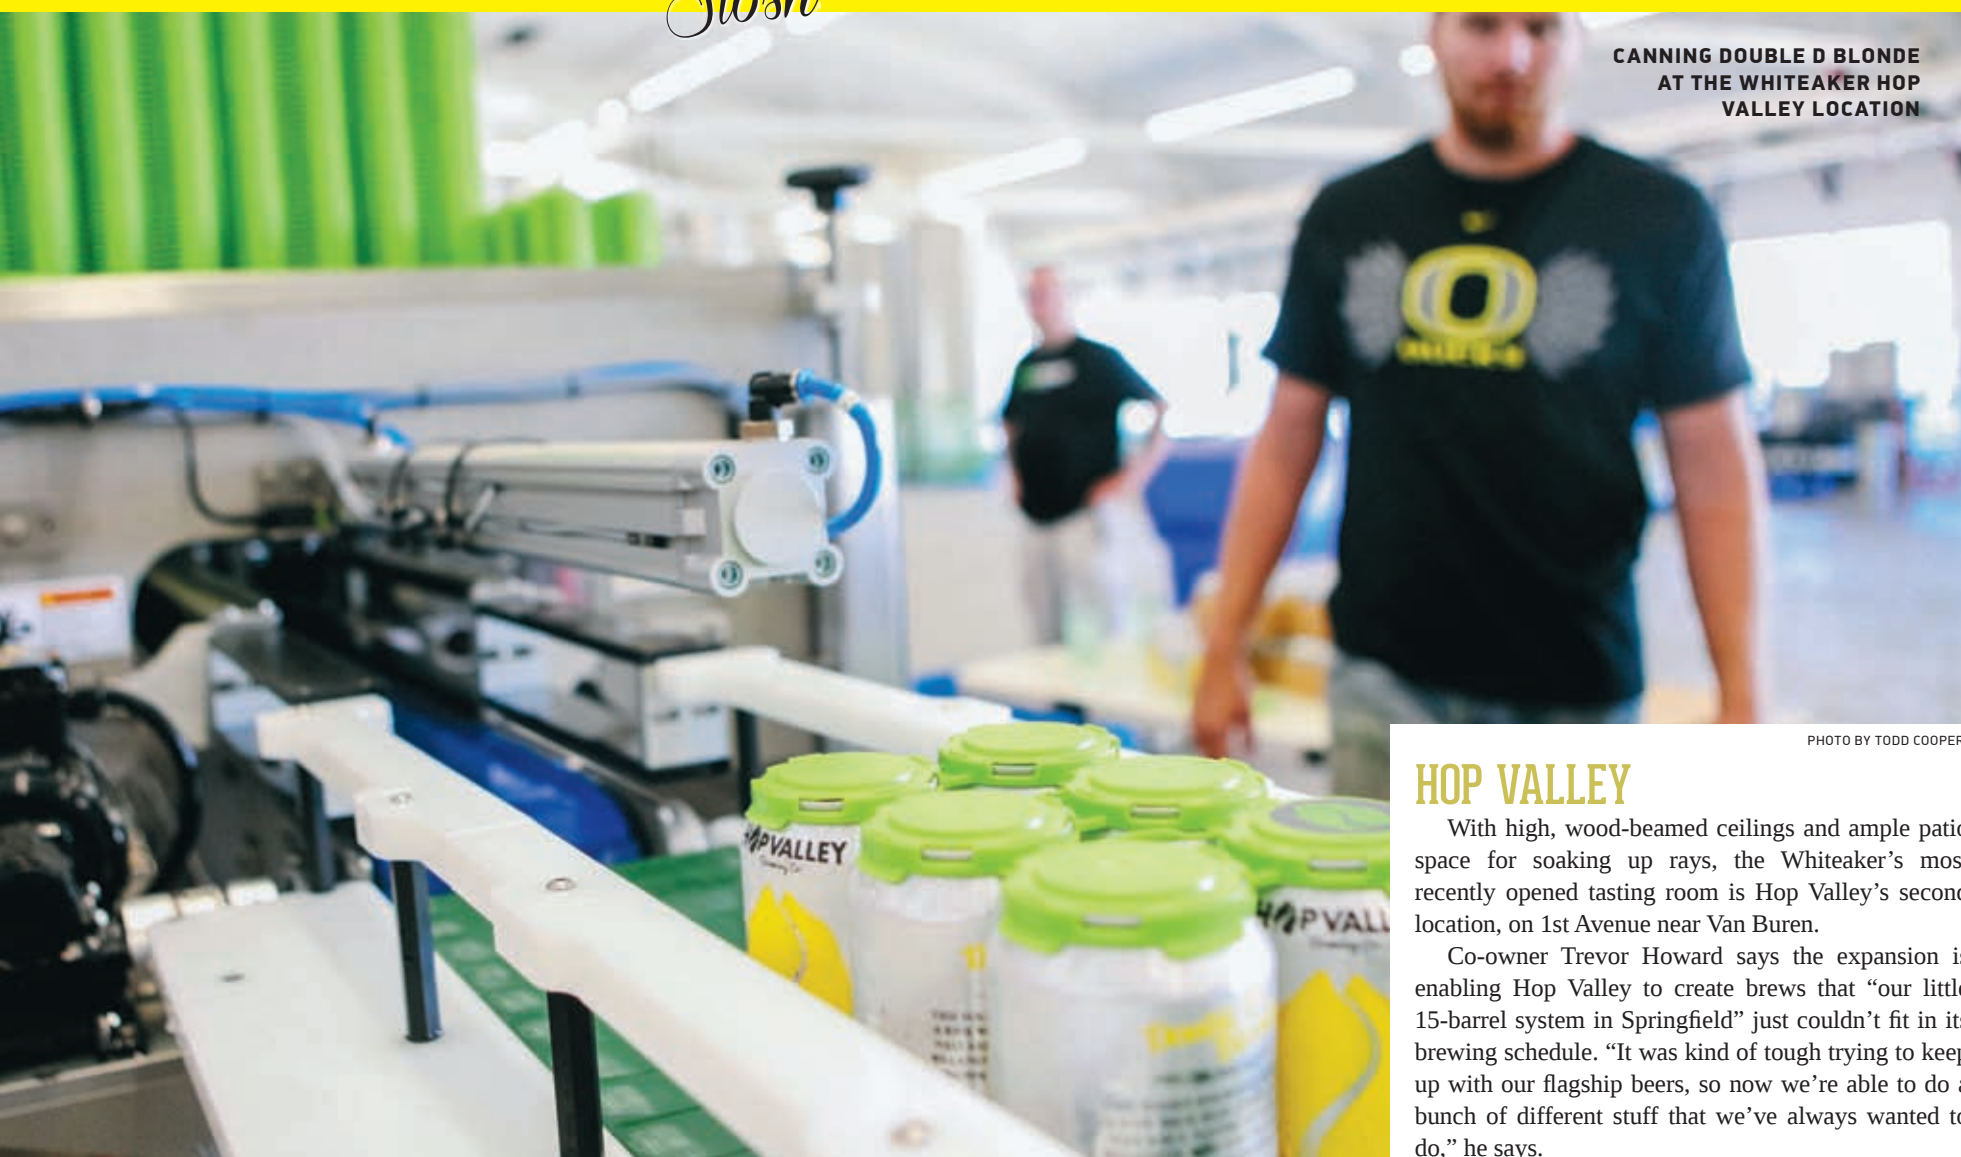 Slosh
CANNING DOUBLE D BLONDE
AT THE WHITEAKER HOP
VALLEY LOCATION
O
HOPVALLEY
Brewing Co
HOPVALL
PHOTO BY TODD COOPER
HOP VALLEY
With high, wood-beamed ceilings and ample patio
space for soaking up rays, the Whiteaker’s mos
recently opened tasting room is Hop Valley’s second
location, on 1st Avenue near Van Buren.
Co-owner Trevor Howard says the expansion is
enabling Hop Valley to create brews that “our little
15-barrel system in Springfield” just couldn’t fit in its
brewing schedule. “It was kind of tough trying to keep
up with our flagship beers, so now we’re able to do a
bunch of different stuff that we’ve always wanted to
do,” he says.